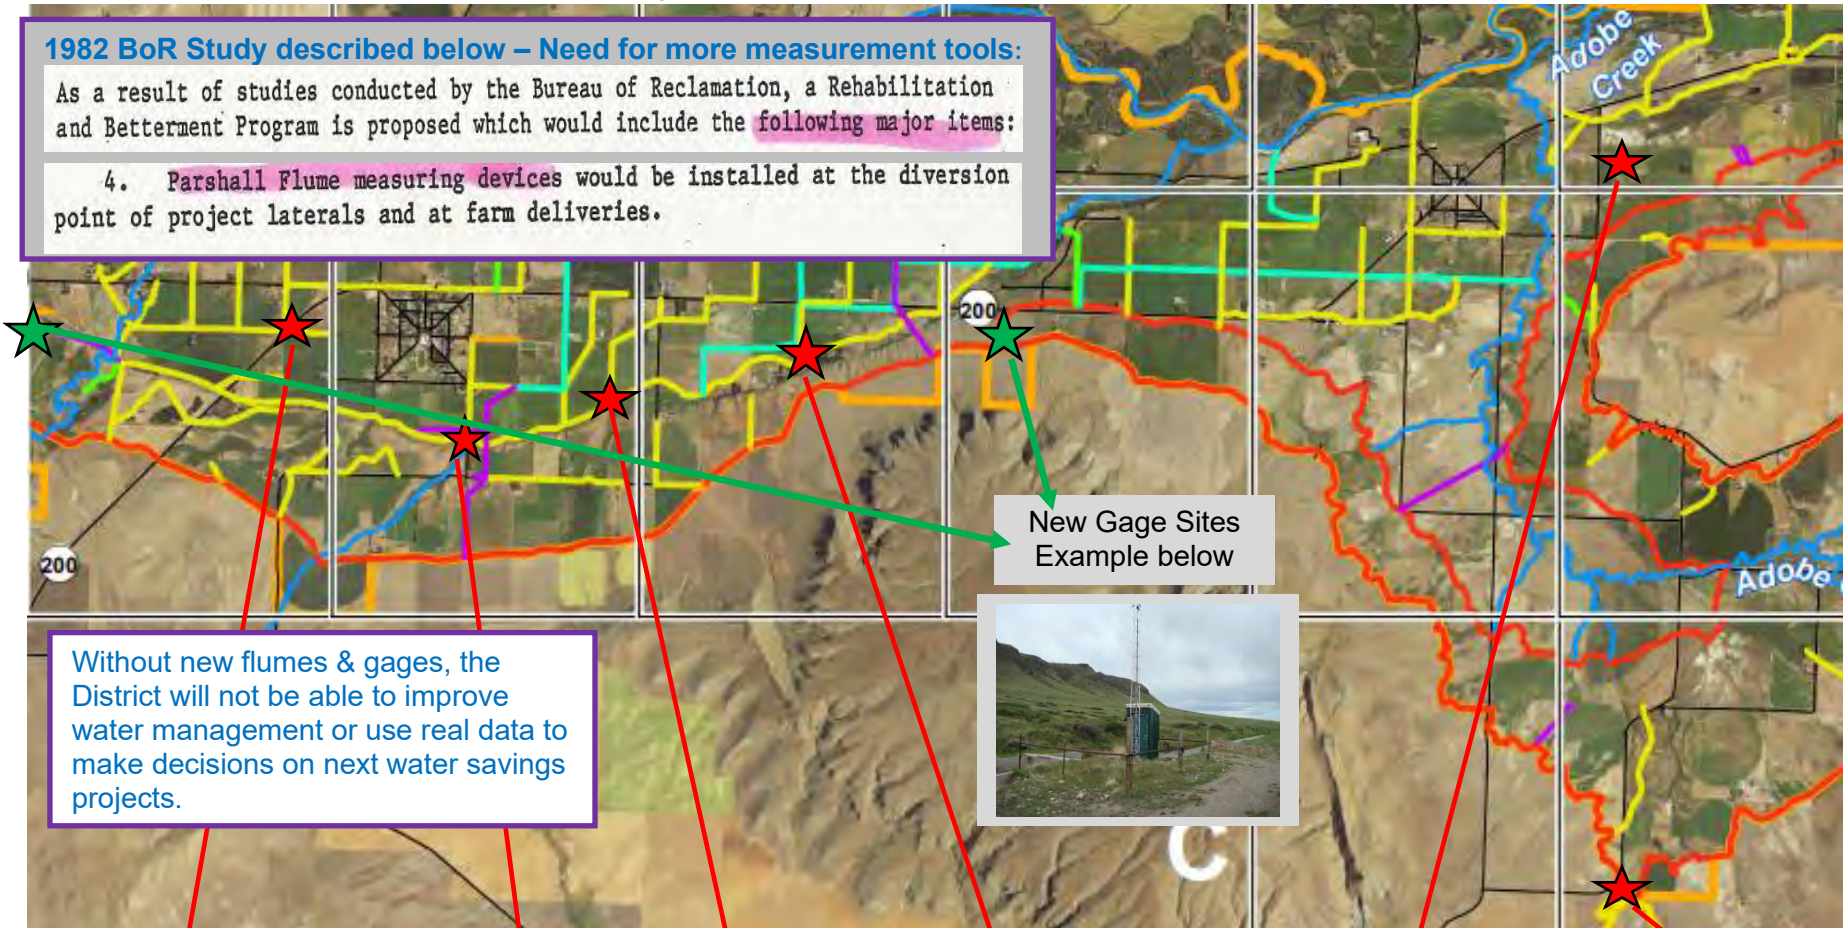 1982 BoR Study described below – Need for more measurement tools:
As a result of studies conducted by the Bureau of Reclamation, a Rehabilitation
and Betterment Program is proposed which would include the following major items:
4. Parshall Flume measuring devices would be installed at the diversion
point of project laterals and at farm deliveries.
Adobe
Creek
200
200
New Gage Sites
Example below
Adobe
Without new flumes & gages, the
District will not be able to improve
water management or use real data to
make decisions on next water savings
projects.
C